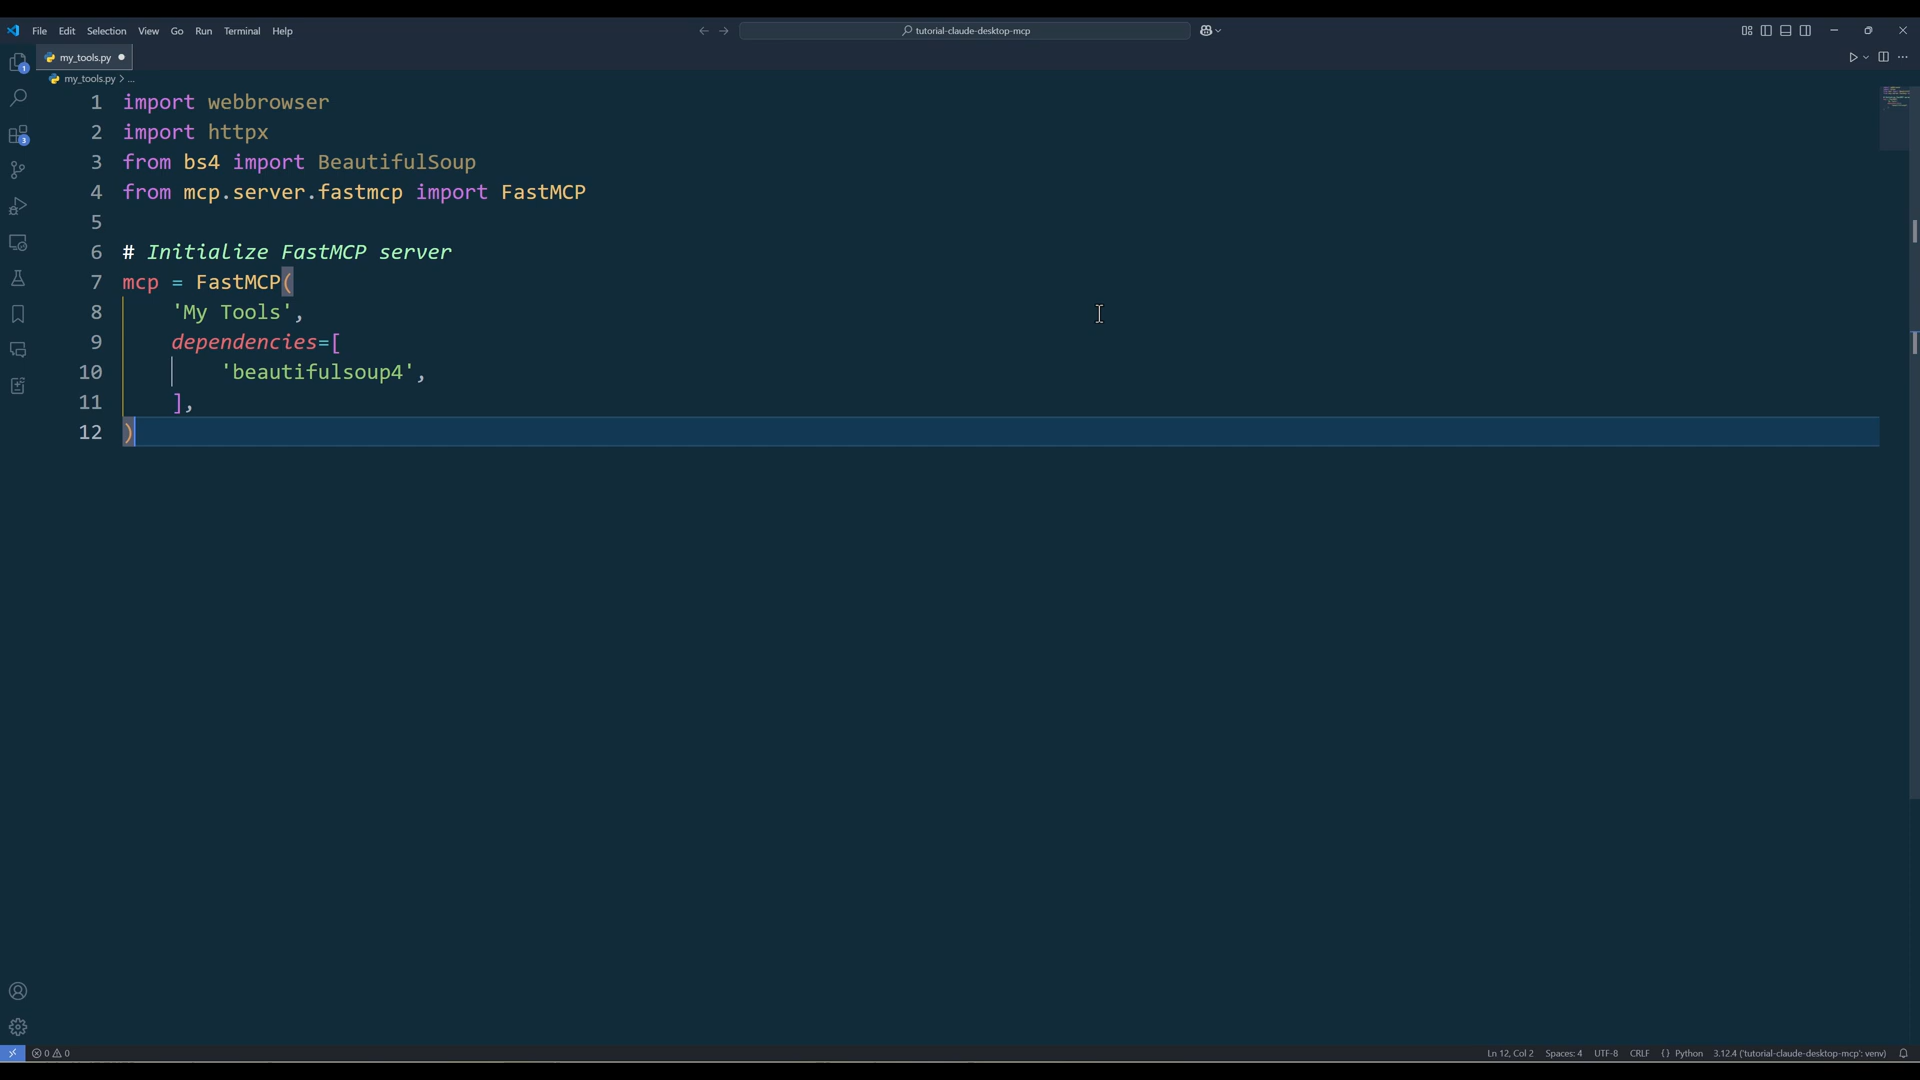 File Edit Selection View Go Run Terminal Help
tutorial-claude-desktop-mcp
my_tools.py
my_tools.py > ...
1 import webbrowser
2 import httpx
3 from bs4 import BeautifulSoup
4 from mcp.server.fastmcp import FastMCP
5
6 # Initialize FastMCP server
7 mcp = FastMCP(
8 'My Tools',
9 dependencies=[
10 'beautifulsoup4',
11 ],
12 )
1
3
0 0
Ln 12, Col 2 Spaces: 4 UTF-8 CRLF {} Python 3.12.4 ('tutorial-claude-desktop-mcp': venv)